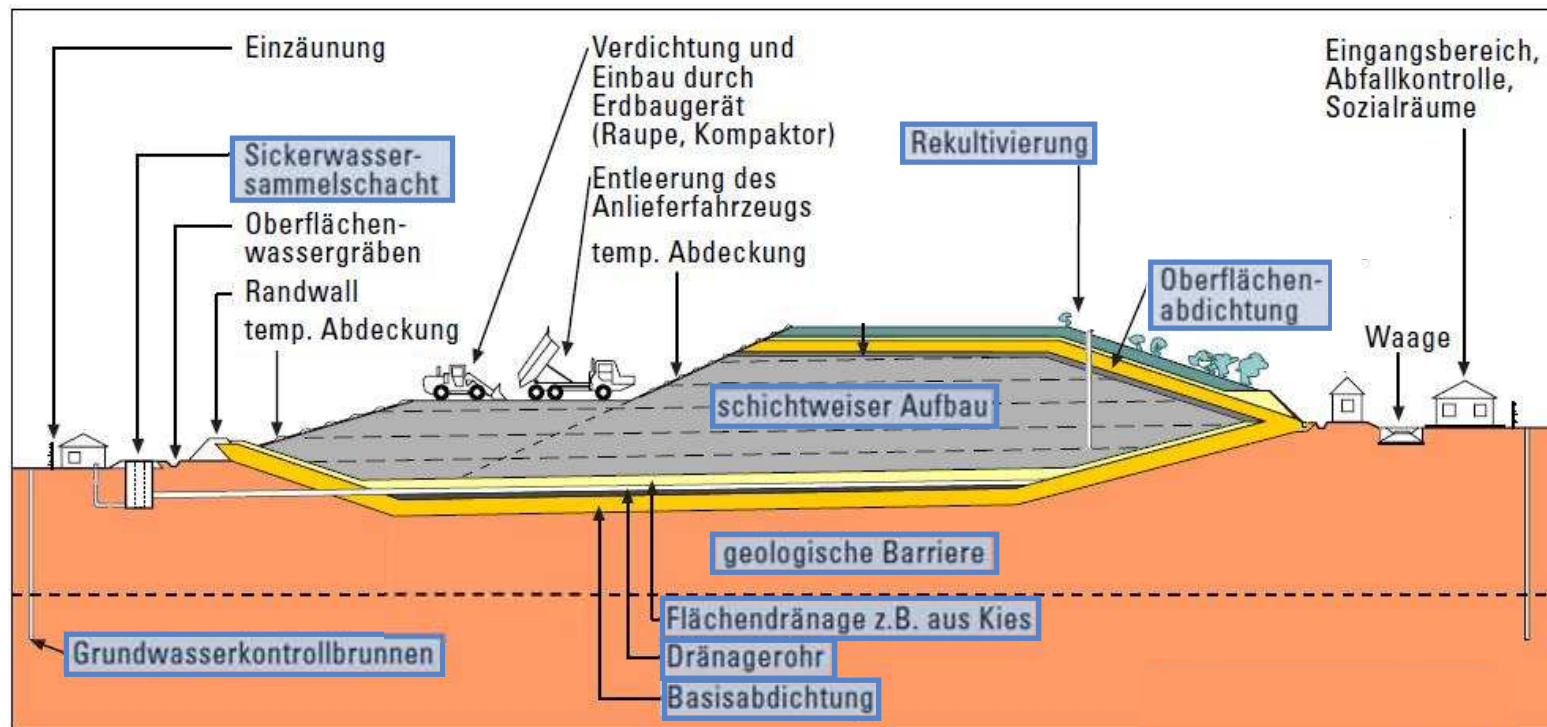 Einzäunung
Sickerwasser-
sammelschacht
Oberflächen-
wassergräben
Randwall
temp. Abdeckung
Verdichtung und
Einbau durch
Erdbaugerät
(Raupe, Kompaktor)
Entleerung des
Anlieferfahrzeugs
temp. Abdeckung
Rekultivierung
Oberflächen-
abdichtung
Eingangsbereich,
Abfallkontrolle,
Sozialräume
Waage
schichtweiser Aufbau
geologische Barriere
Flächendränage z.B. aus Kies
Dränagerohr
Basisabdichtung
Grundwasserkontrollbrunnen